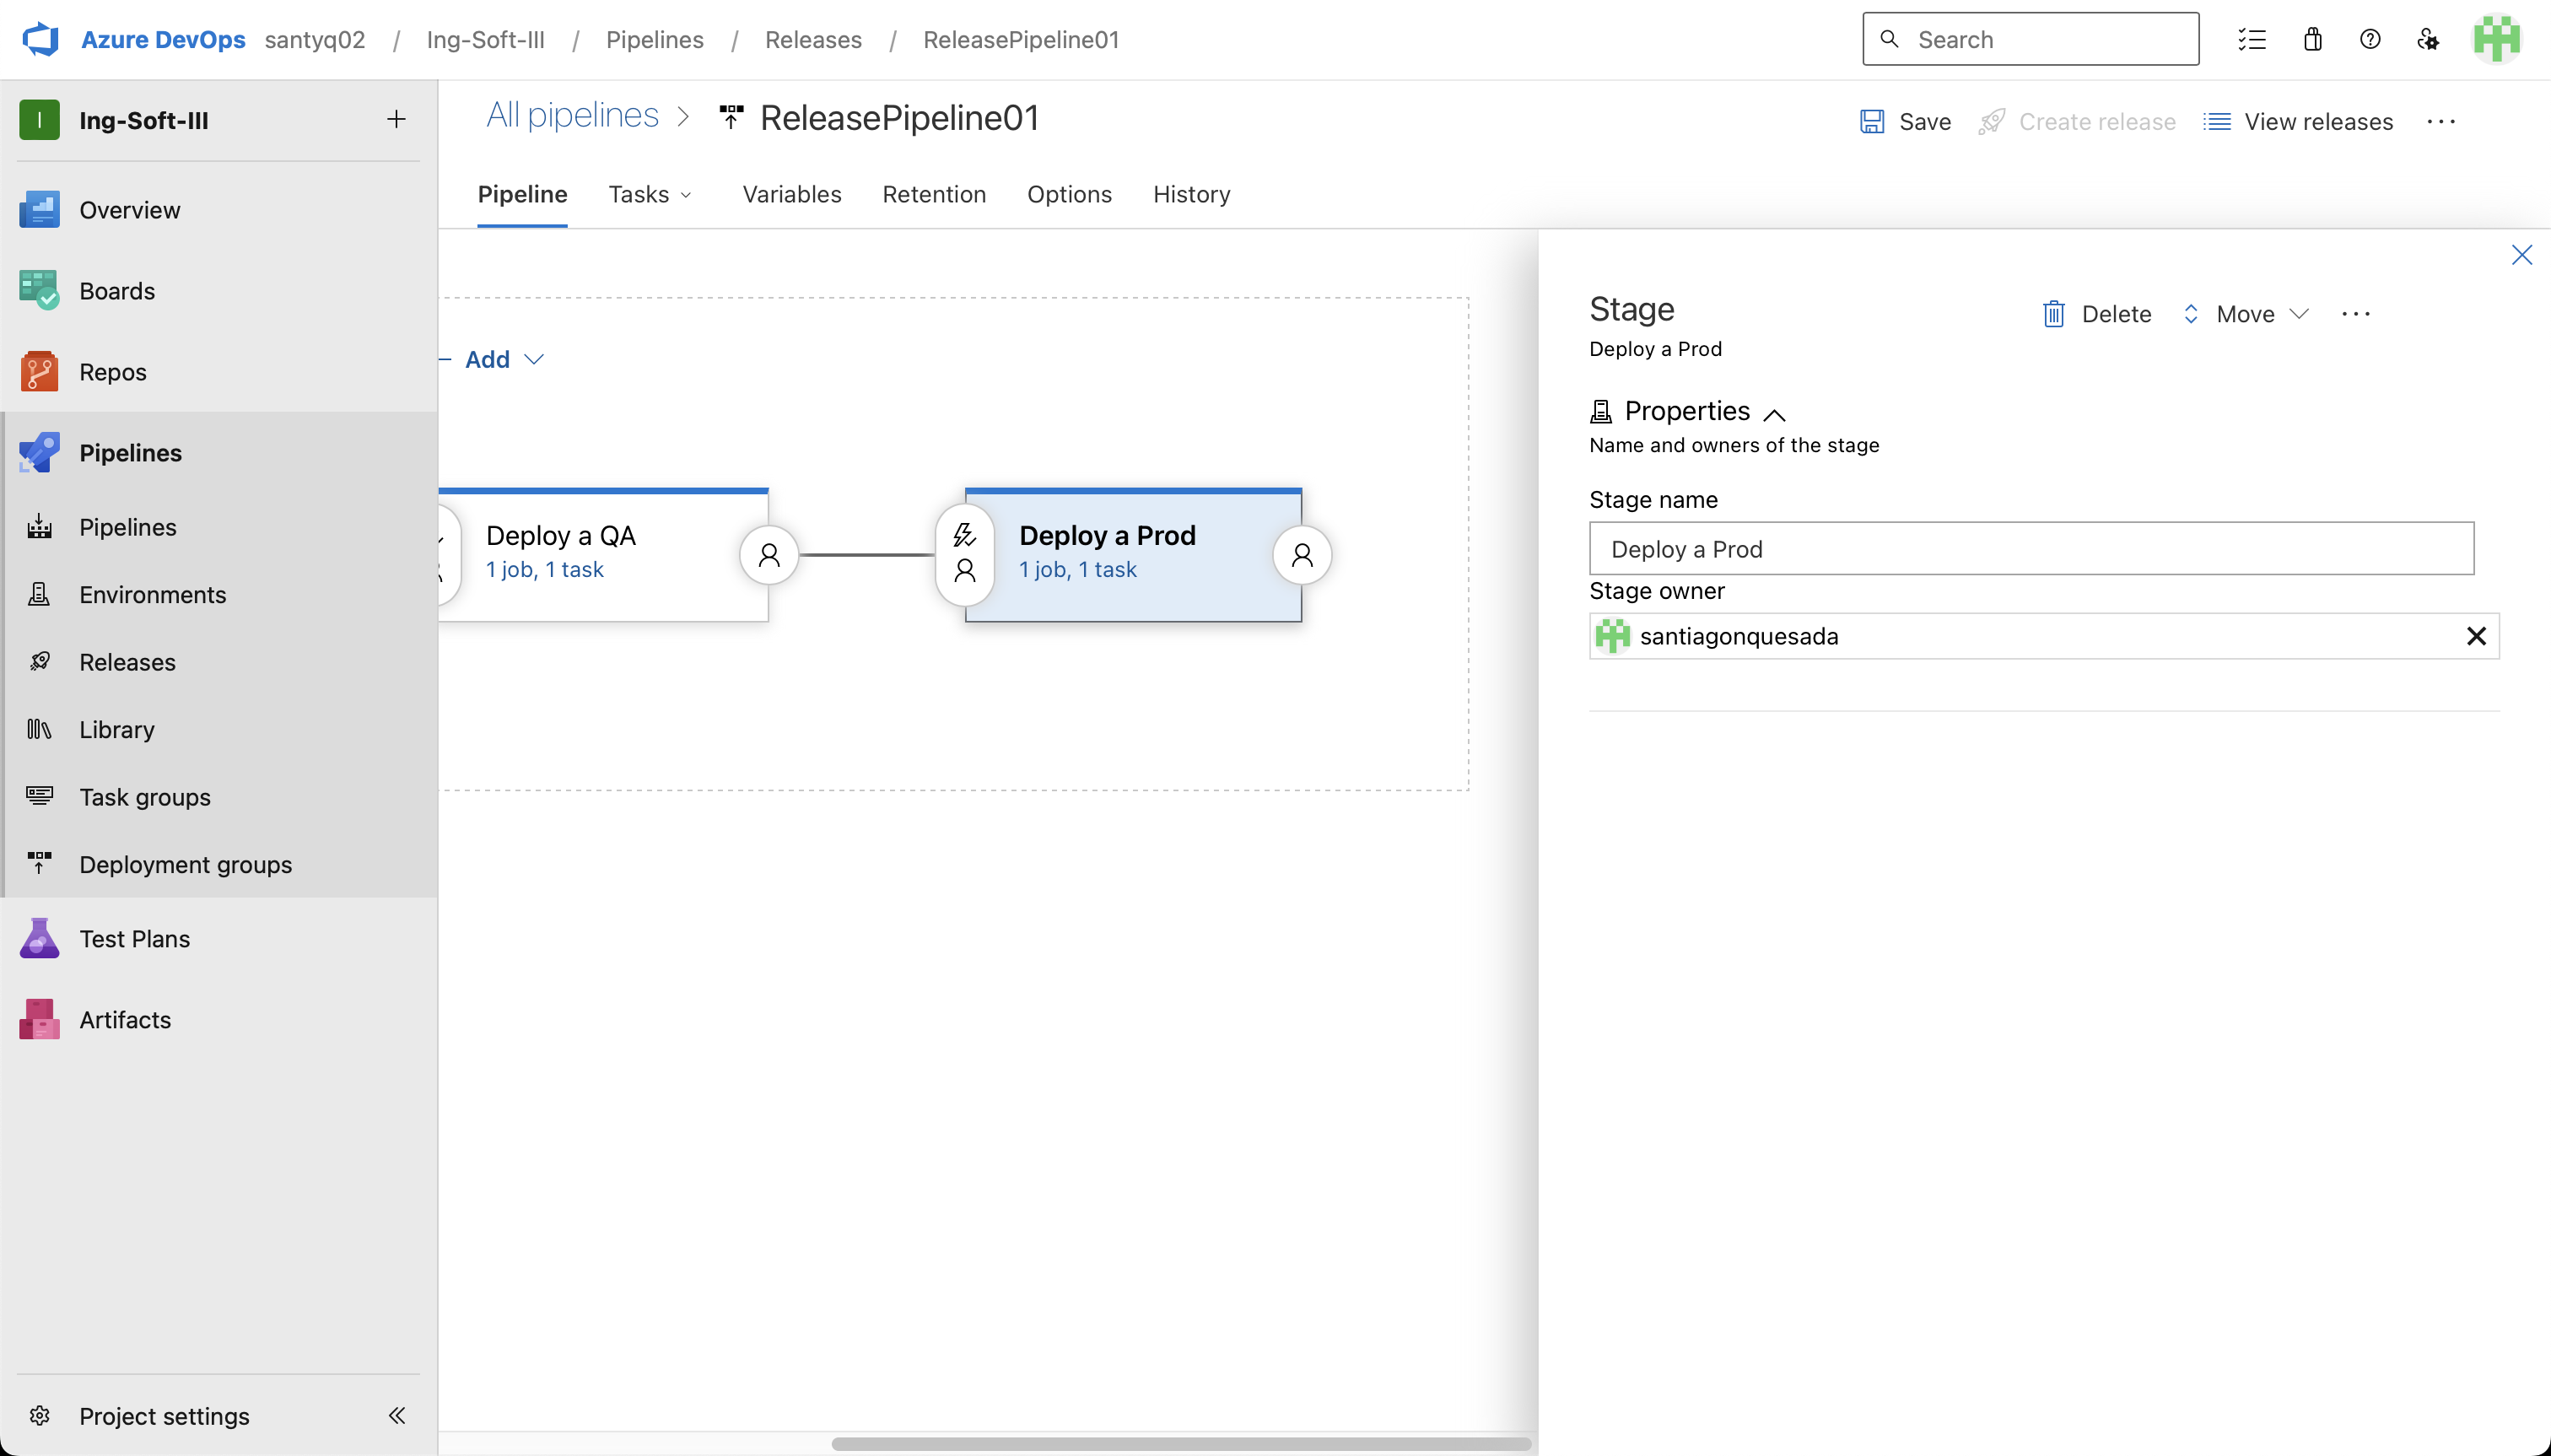 Azure DevOps santyq02 / Ing-Soft-III / Pipelines / Releases / ReleasePipeline01
Search
I Ing-Soft-III
Overview
Boards
Repos
Pipelines
Pipelines
Environments
Releases
Library
Task groups
Deployment groups
Test Plans
Artifacts
Project settings
All pipelines > ReleasePipeline01
Save Create release View releases ...
Pipeline Tasks Variables Retention Options History
Add
Deploy a QA
1 job, 1 task
Deploy a Prod
1 job, 1 task
Stage
Deploy a Prod
Delete Move ...
Properties
Name and owners of the stage
Stage name
Deploy a Prod
Stage owner
santiagonquesada